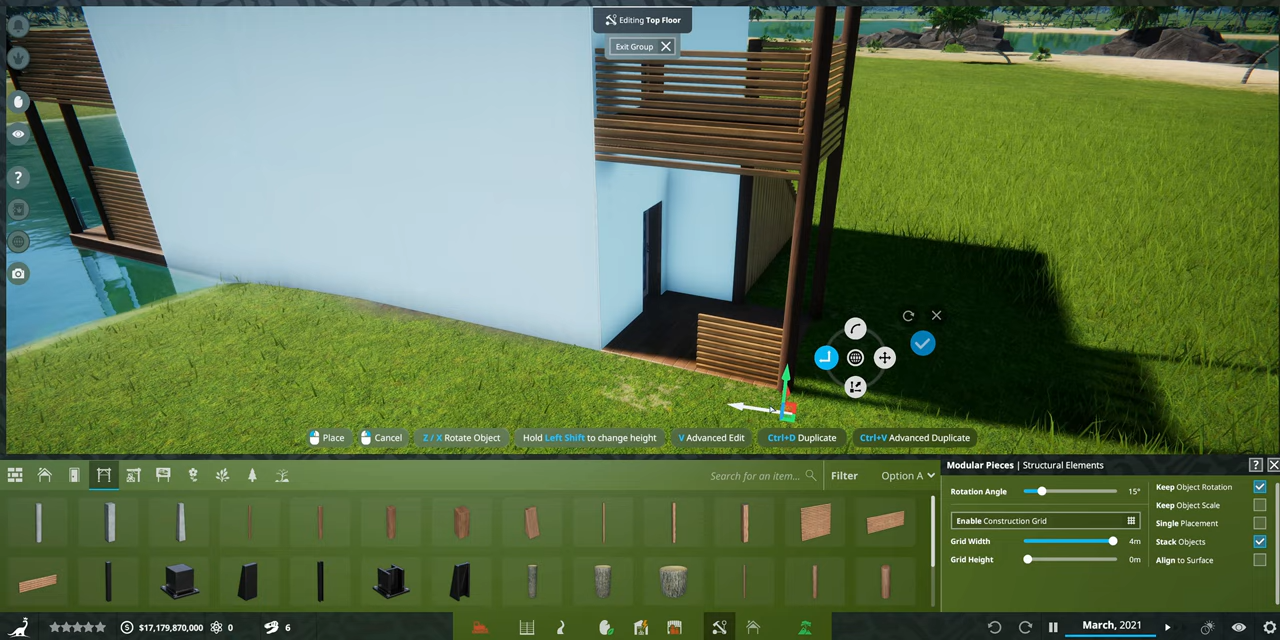 Editing Top Floor
Exit Group
Place
Cancel
Z / X Rotate Object
Hold Left Shift to change height
V Advanced Edit
Ctrl+D Duplicate
Ctrl+V Advanced Duplicate
Search for an item...
Filter
Option A
Modular Pieces | Structural Elements
Rotation Angle
15°
Enable Construction Grid
Grid Width
4m
Grid Height
0m
Keep Object Rotation
Keep Object Scale
Single Placement
Stack Objects
Align to Surface
$17,179,870,000
0
6
March, 2021